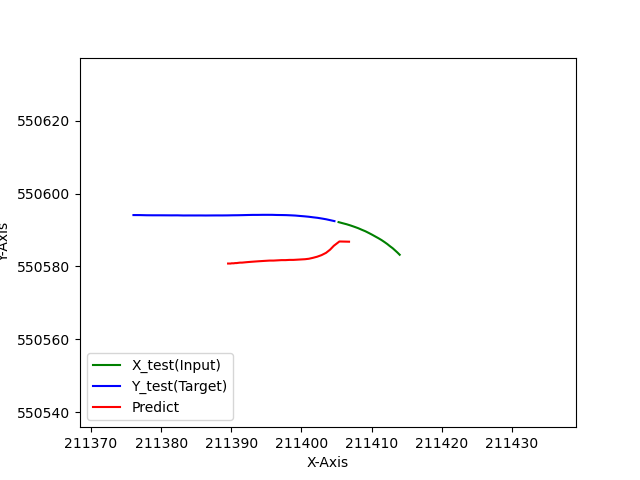 550620
550600
550580
550560
550540
Y-Axis
X_test(Input)
Y_test(Target)
Predict
211370 211380 211390 211400 211410 211420 211430
X-Axis